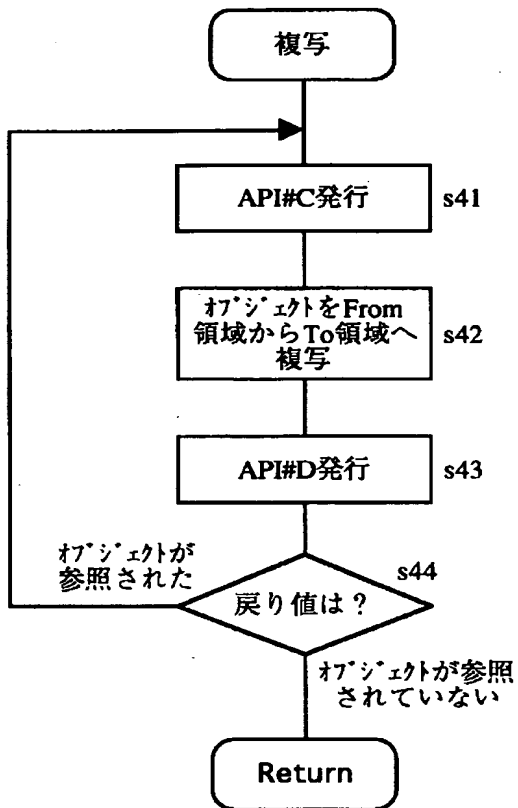 複写
API#C発行
s41
ｵﾌﾞｼﾞｪｸﾄをFrom
領域からTo領域へ
複写
s42
API#D発行
s43
ｵﾌﾞｼﾞｪｸﾄが
参照された
s44
戻り値は？
ｵﾌﾞｼﾞｪｸﾄが参照
されていない
Return